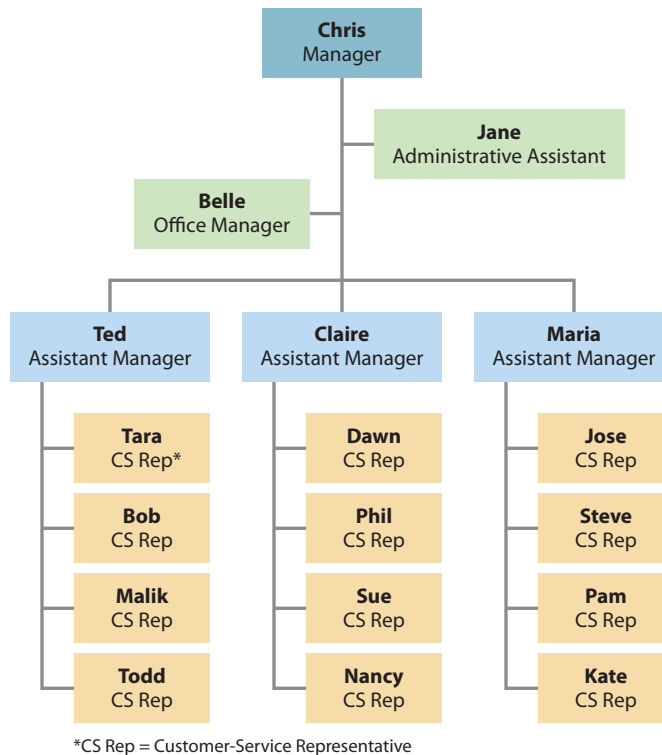 Chris
Manager
Jane
Administrative Assistant
Belle
Office Manager
Ted
Assistant Manager
Claire
Assistant Manager
Maria
Assistant Manager
Tara
CS Rep*
Bob
CS Rep
Malik
CS Rep
Todd
CS Rep
Dawn
CS Rep
Phil
CS Rep
Sue
CS Rep
Nancy
CS Rep
Jose
CS Rep
Steve
CS Rep
Pam
CS Rep
Kate
CS Rep
*CS Rep = Customer-Service Representative